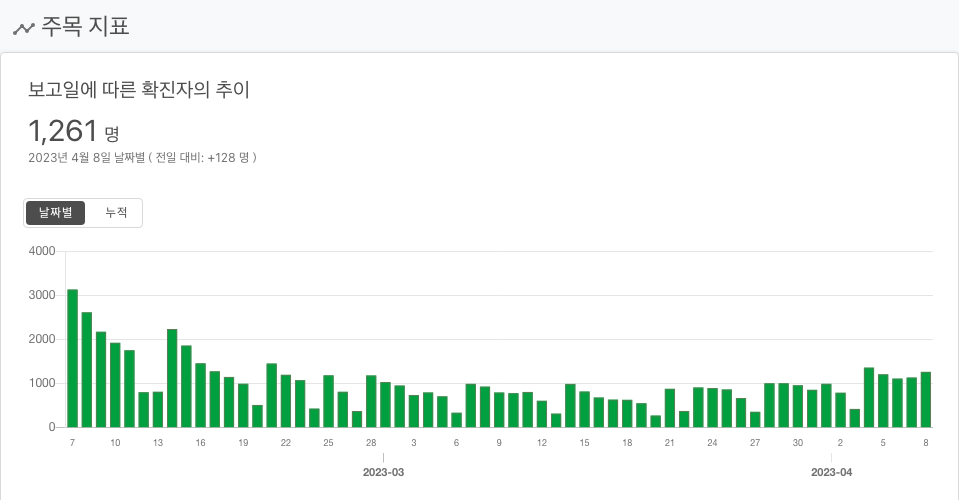 주목 지표
보고일에 따른 확진자의 추이
1,261 명
2023년 4월 8일 날짜별 ( 전일 대비: +128 명 )
날짜별 누적
4000
3000
2000
1000
0
7 10 13 16 19 22 25 28 3 6 9 12 15 18 21 24 27 30 2 5 8
2023-03 2023-04